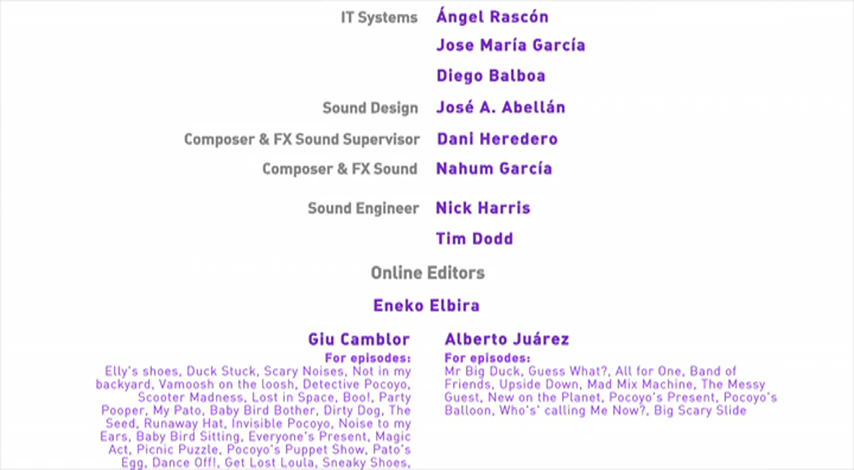 IT Systems Ángel Rascón
Jose María García
Diego Balboa
Sound Design José A. Abellán
Composer & FX Sound Supervisor Dani Heredero
Composer & FX Sound Nahum García
Sound Engineer Nick Harris
Tim Dodd
Online Editors
Eneko Elbira
Giu Camblor
For episodes:
Elly's shoes, Duck Stuck, Scary Noises, Not in my
backyard, Vamoosh on the loosh, Detective Pocoyo,
Scooter Madness, Lost in Space, Boo!, Party
Pooper, My Pato, Baby Bird Bother, Dirty Dog, The
Seed, Runaway Hat, Invisible Pocoyo, Noise to my
Ears, Baby Bird Sitting, Everyone's Present, Magic
Act, Picnic Puzzle, Pocoyo's Puppet Show, Pato's
Egg, Dance Off!, Get Lost Loula, Sneaky Shoes,
Alberto Juárez
For episodes:
Mr Big Duck, Guess What?, All for One, Band of
Friends, Upside Down, Mad Mix Machine, The Messy
Guest, New on the Planet, Pocoyo's Present, Pocoyo's
Balloon, Who's' calling Me Now?, Big Scary Slide